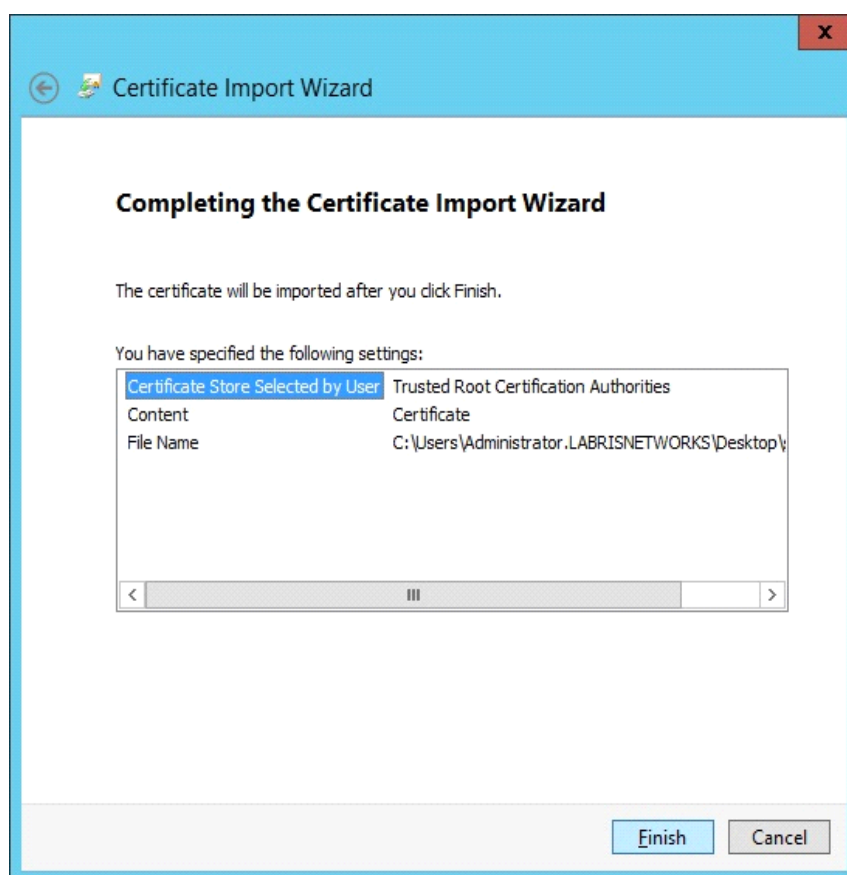 x
Certificate Import Wizard
Completing the Certificate Import Wizard
The certificate will be imported after you click Finish.
You have specified the following settings:
Certificate Store Selected by User Trusted Root Certification Authorities
Content Certificate
File Name C:\Users\Administrator.LABRISNETWORKS\Desktop\
Finish Cancel